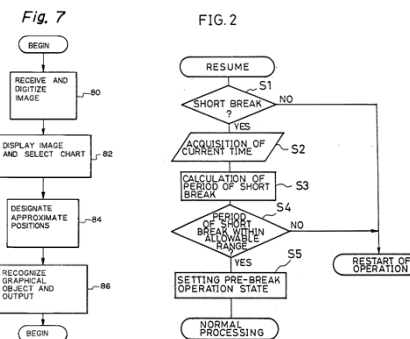 Fig. 7
BEGIN
RECEIVE AND
DIGITIZE
IMAGE
80
DISPLAY IMAGE
AND SELECT CHART
82
DESIGNATE
APPROXIMATE
POSITIONS
84
RECOGNIZE
GRAPHICAL
OBJECT AND
OUTPUT
86
BEGIN
FIG. 2
RESUME
S1
SHORT BREAK
?
NO
YES
ACQUISITION OF
CURRENT TIME
S2
CALCULATION OF
PERIOD OF SHORT
BREAK
S3
S4
PERIOD
OF SHORT
BREAK WITHIN
ALLOWABLE
RANGE
?
NO
YES
S5
SETTING PRE-BREAK
OPERATION STATE
RESTART OF
OPERATION
NORMAL
PROCESSING